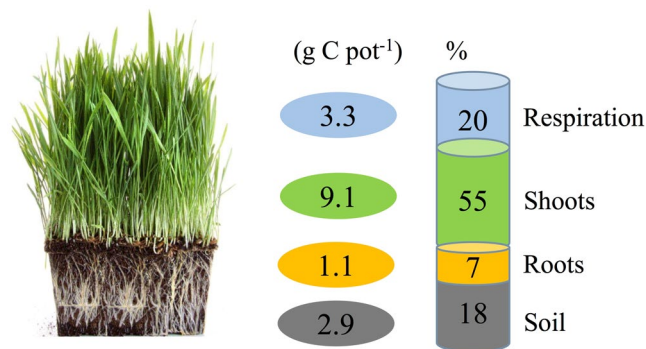 (g C pot⁻¹) %
3.3 20 Respiration
9.1 55 Shoots
1.1 7 Roots
2.9 18 Soil